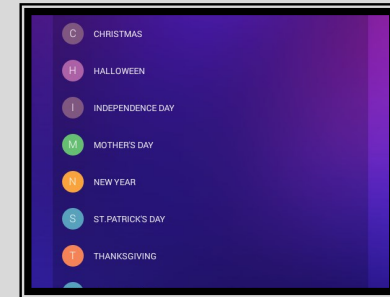 C CHRISTMAS
H HALLOWEEN
I INDEPENDENCE DAY
M MOTHER'S DAY
N NEW YEAR
S ST.PATRICK'S DAY
T THANKSGIVING